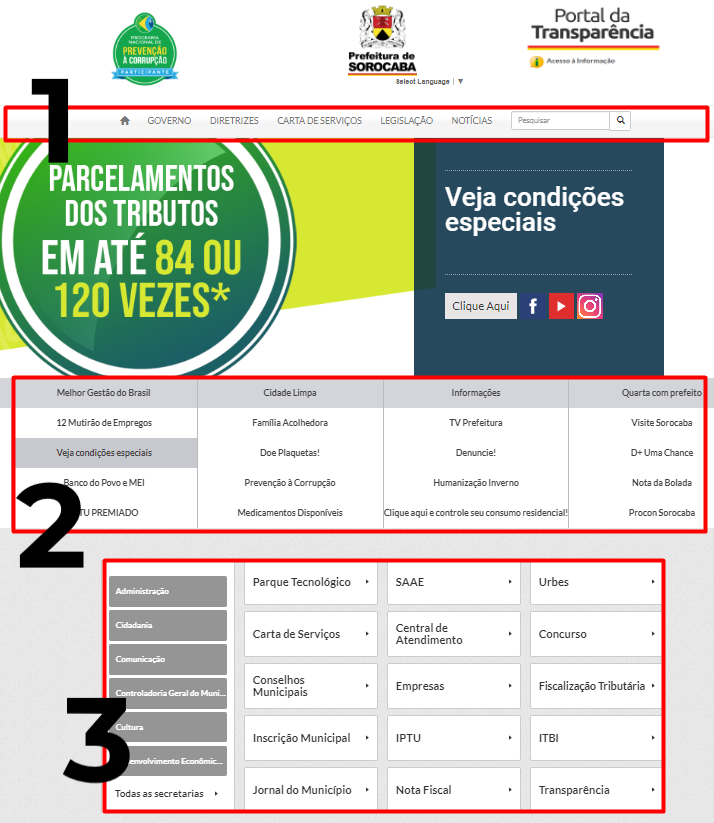 PROGRAMA
NACIONAL DE
PREVENÇÃO
À CORRUPÇÃO
PARTICIPANTE
Prefeitura de
SOROCABA
Select Language | ▼
Portal da
Transparência
Acesso à Informação
1
GOVERNO DIRETRIZES CARTA DE SERVIÇOS LEGISLAÇÃO NOTÍCIAS Pesquisar
PARCELAMENTOS
DOS TRIBUTOS
EM ATÉ 84 OU
120 VEZES*
Veja condições
especiais
Clique Aqui
Melhor Gestão do Brasil Cidade Limpa Informações Quarta com prefeito
12 Mutirão de Empregos Família Acolhedora TV Prefeitura Visite Sorocaba
Veja condições especiais Doe Plaquetas! Denuncie! D+ Uma Chance
Banco do Povo e MEI Prevenção à Corrupção Humanização Inverno Nota da Bolada
TU PREMIADO Medicamentos Disponíveis Clique aqui e controle seu consumo residencial! Procon Sorocaba
2
Administração
Cidadania
Comunicação
Controladoria Geral do Muni...
Cultura
senvolvimento Econômic...
Todas as secretarias
3
Parque Tecnológico SAAE Urbes
Carta de Serviços Central de
Atendimento Concurso
Conselhos
Municipais Empresas Fiscalização Tributária
Inscrição Municipal IPTU ITBI
Jornal do Município Nota Fiscal Transparência